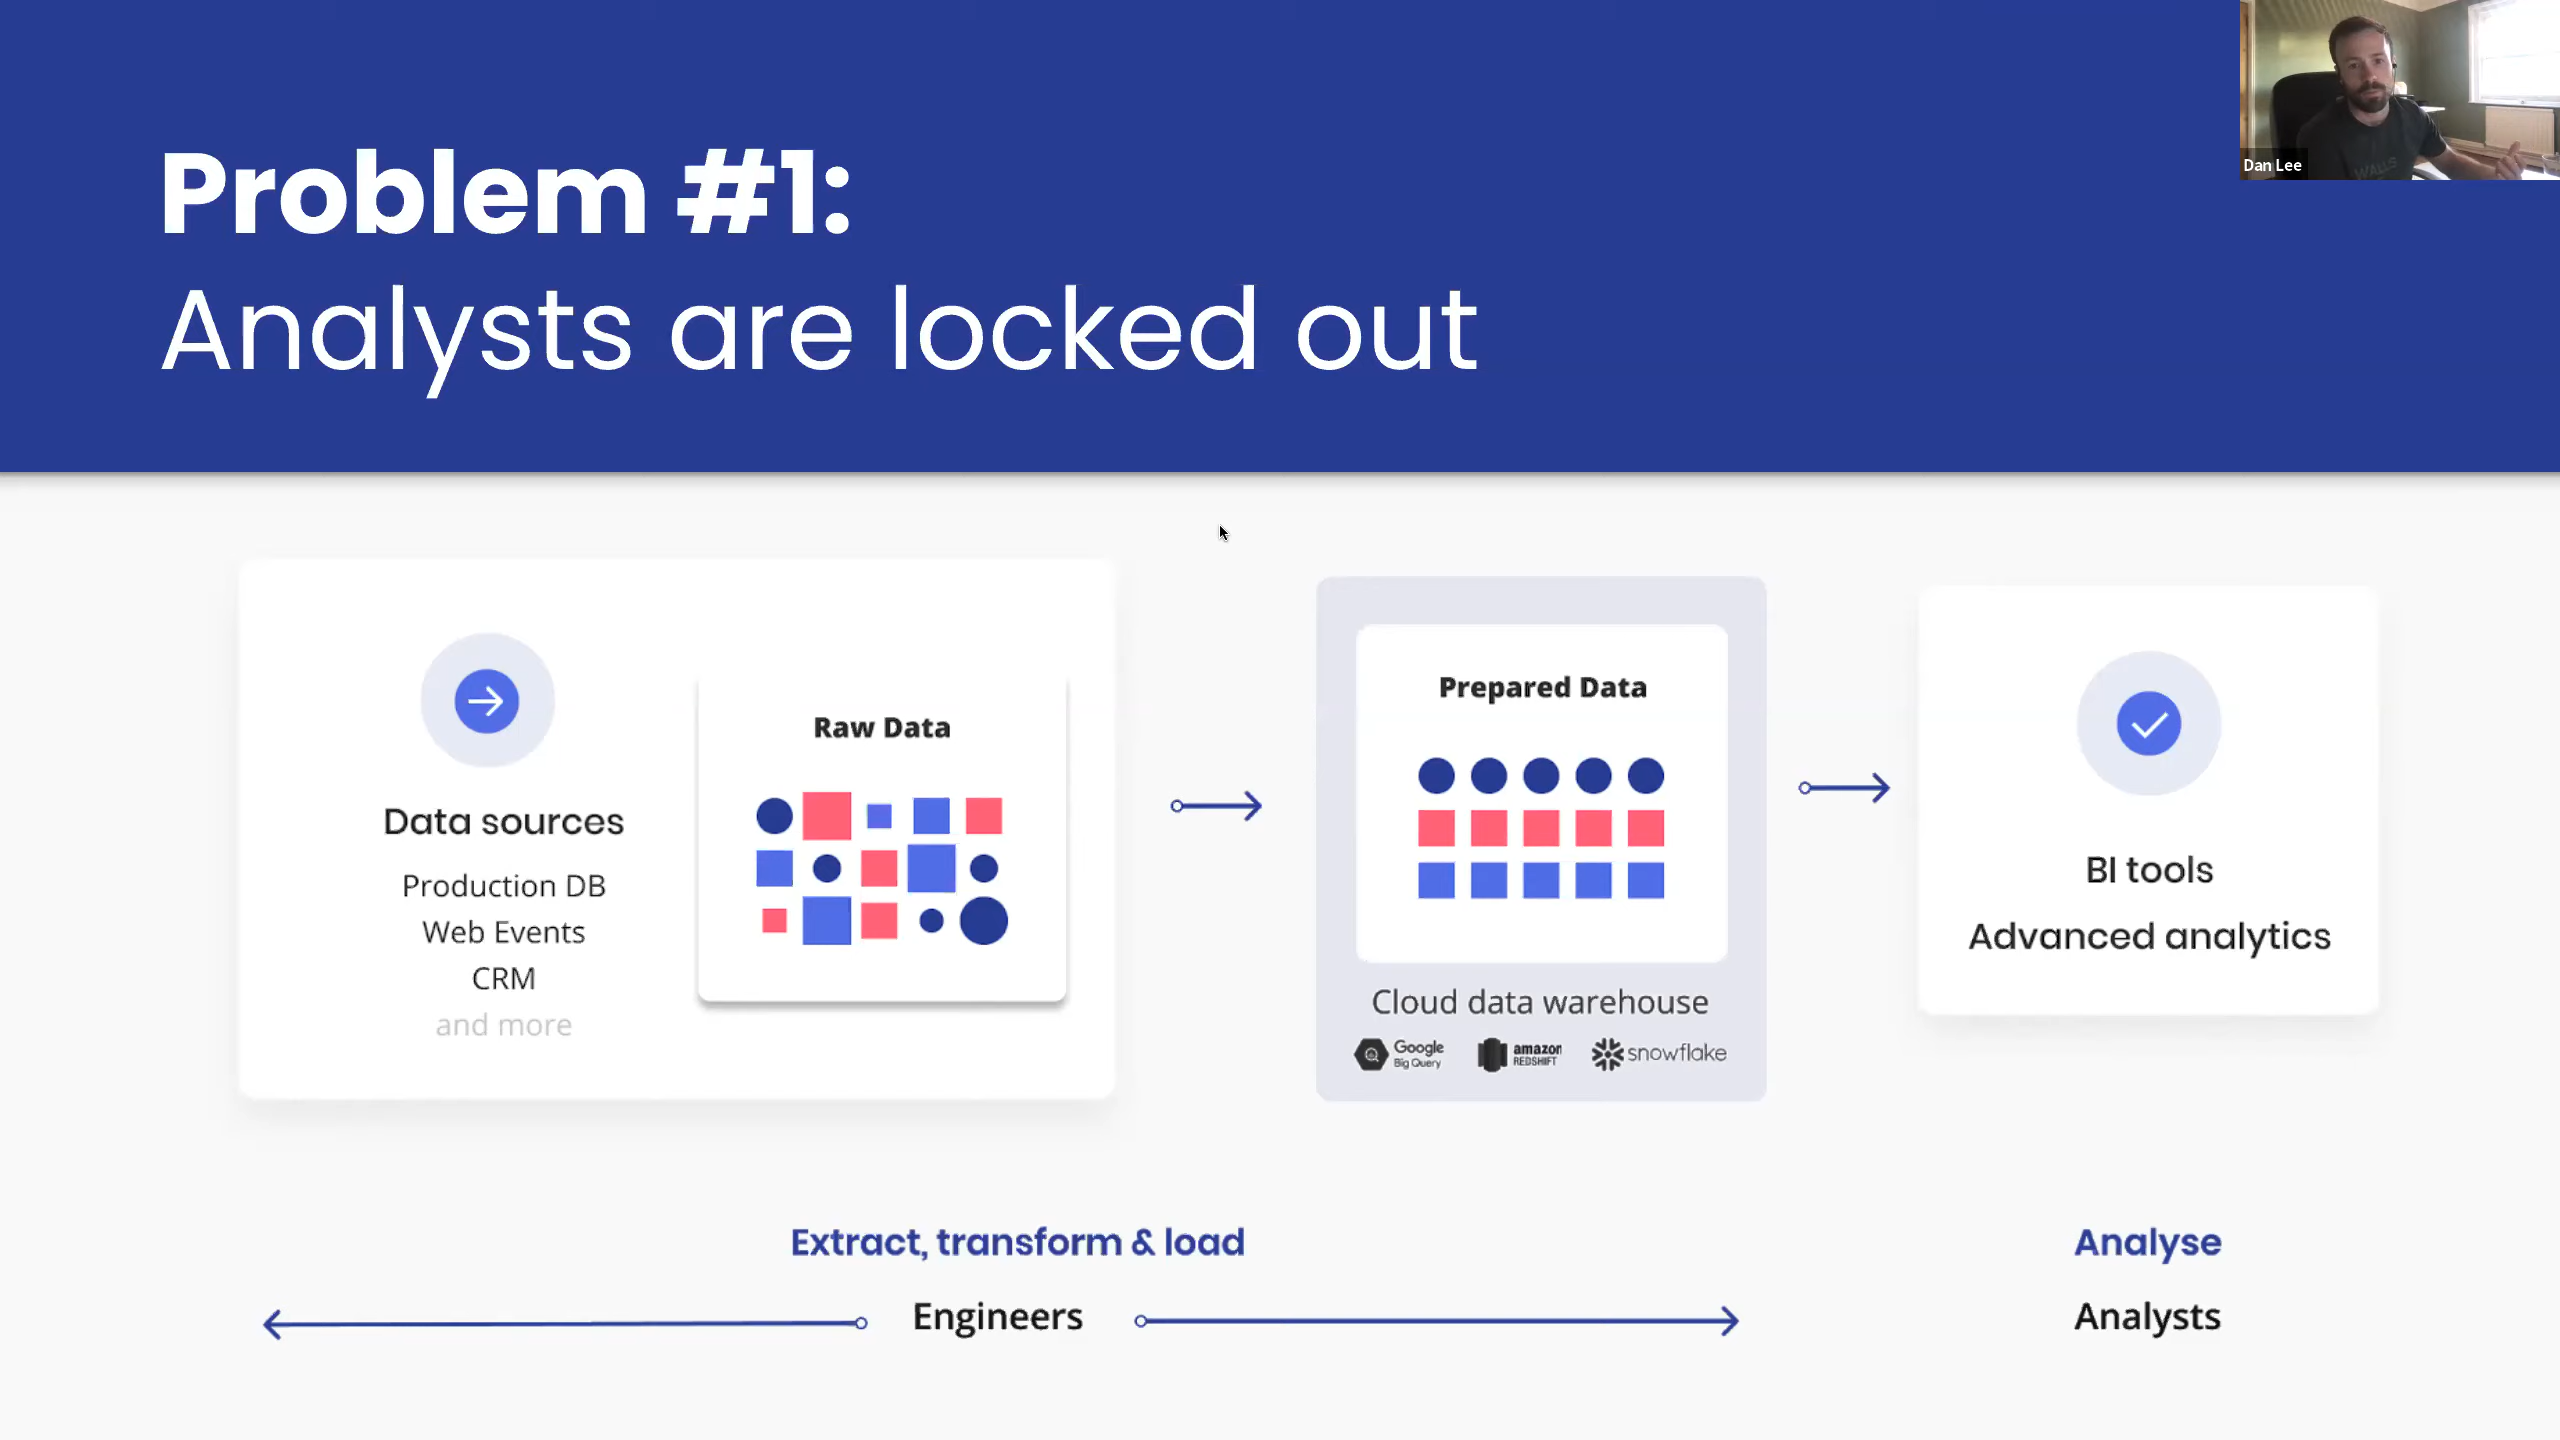 Problem #1:
Analysts are locked out
Dan Lee
WALLS
Data sources
Production DB
Web Events
CRM
and more
Raw Data
Prepared Data
Cloud data warehouse
Google
Big Query
amazon
REDSHIFT
snowflake
BI tools
Advanced analytics
Extract, transform & load
Engineers
Analyse
Analysts